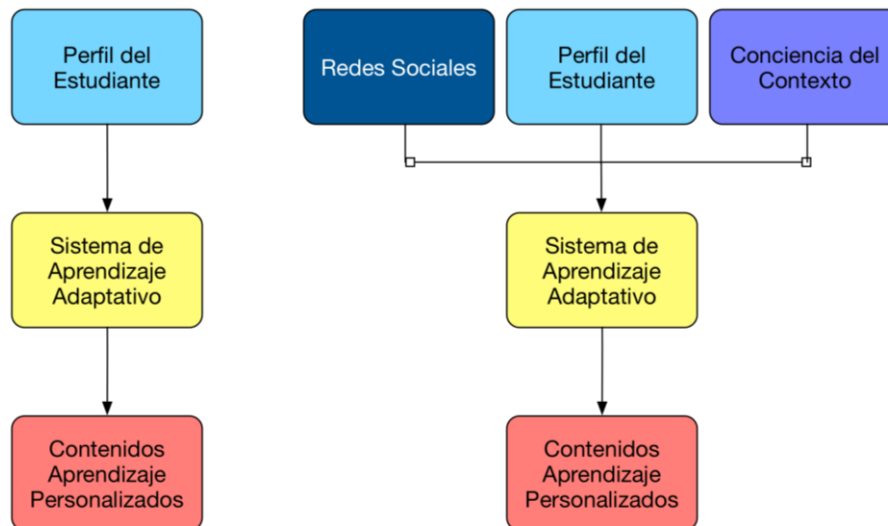 Perfil del
Estudiante
Redes Sociales
Perfil del
Estudiante
Conciencia del
Contexto
Sistema de
Aprendizaje
Adaptativo
Sistema de
Aprendizaje
Adaptativo
Contenidos
Aprendizaje
Personalizados
Contenidos
Aprendizaje
Personalizados